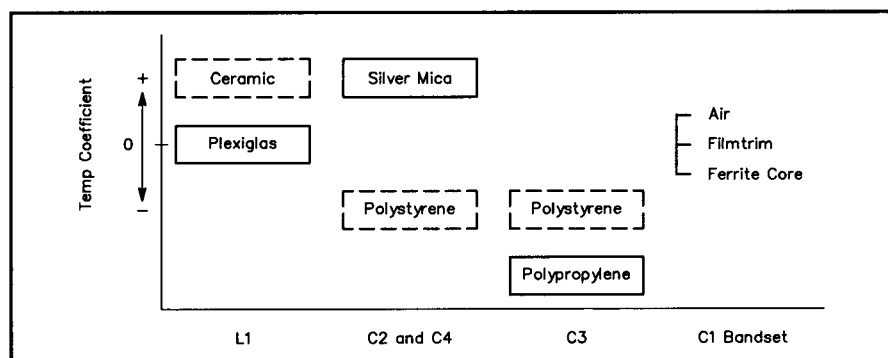 Temp Coefficient
+
0
–
Ceramic
Silver Mica
Plexiglas
Air
Filmtrim
Ferrite Core
Polystyrene
Polystyrene
Polypropylene
L1
C2 and C4
C3
C1 Bandset